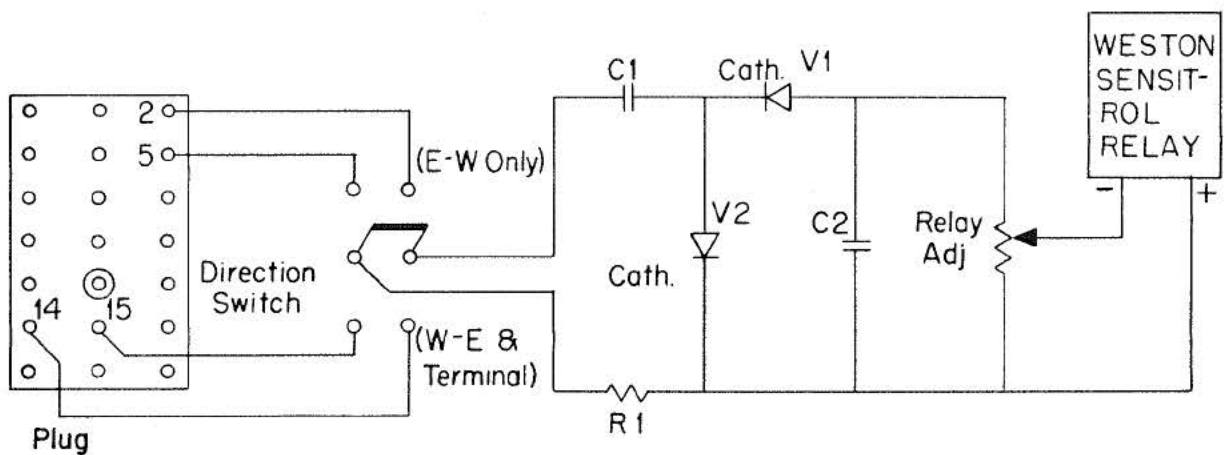 2
5
14
15
Plug
Direction
Switch
(E-W Only)
(W-E &
Terminal)
C1
Cath.
V1
V2
Cath.
C2
R1
Relay
Adj
WESTON
SENSIT-
ROL
RELAY
-
+